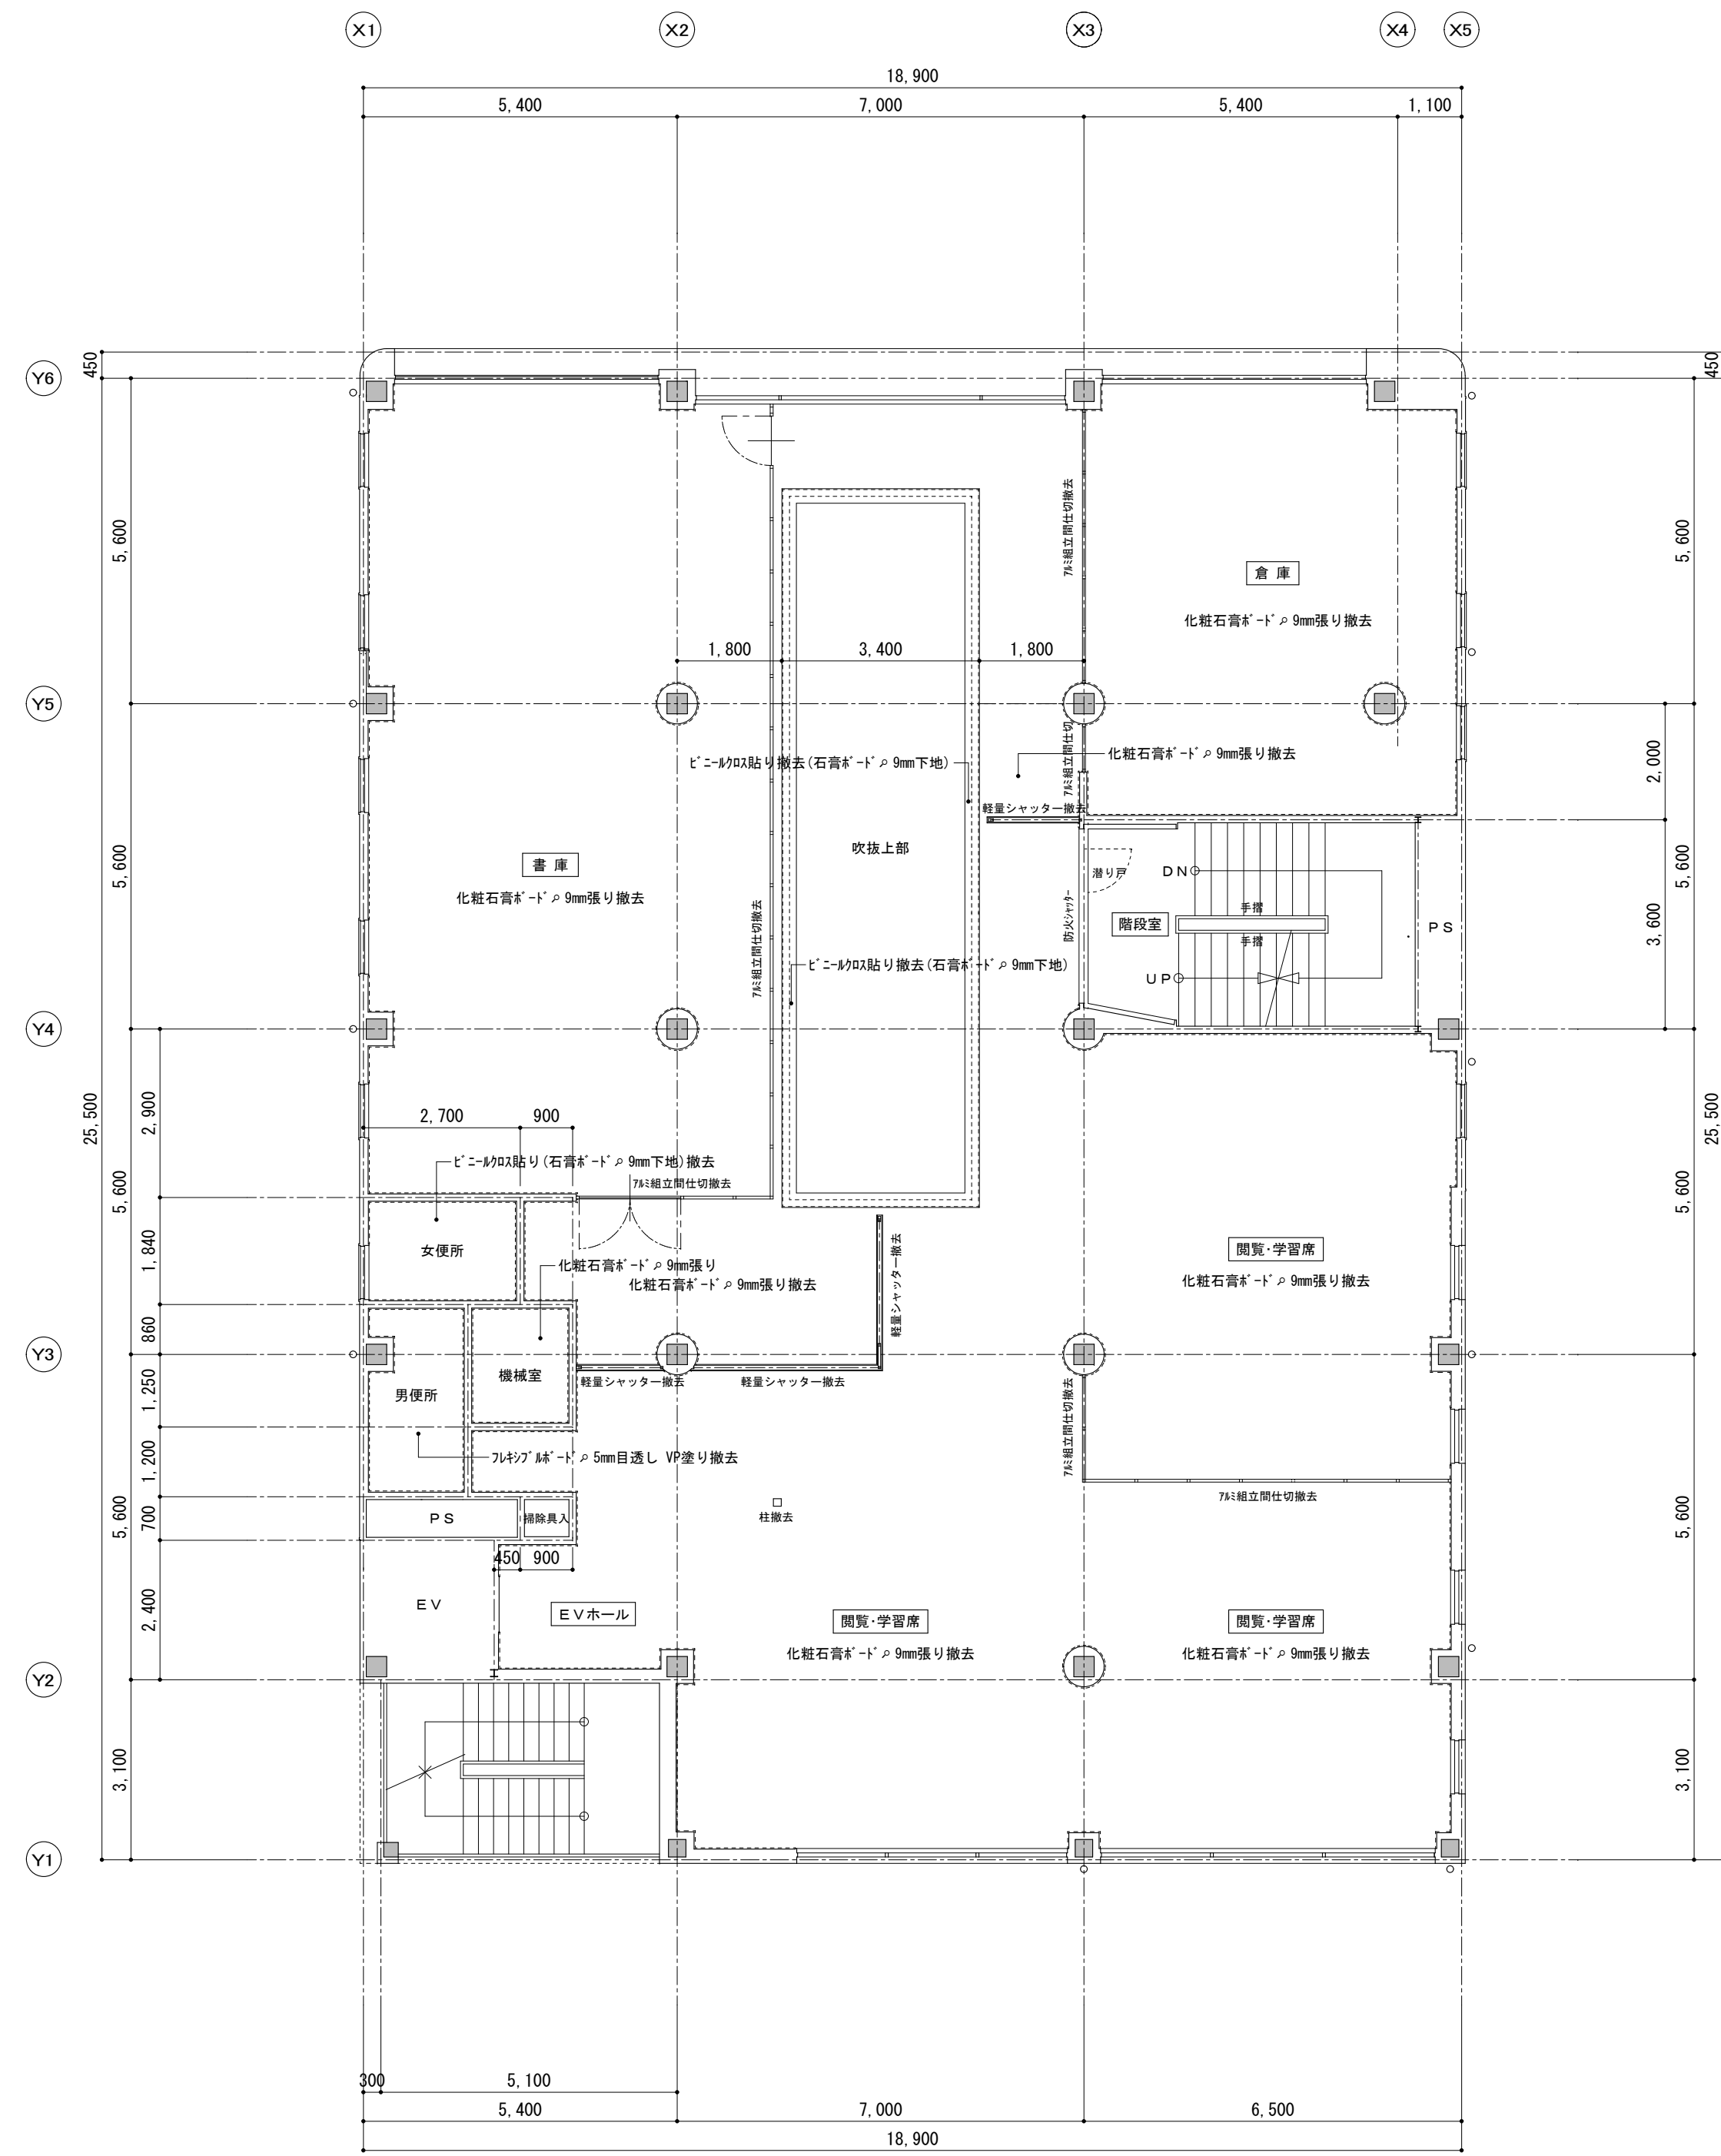 X1 X2 X3 X4 X5
18,900
5,400 7,000 5,400 1,100
450 450
Y6
アルミ組立間仕切撤去
5,600 5,600
倉 庫
化粧石膏ボード 9mm張り撤去
1,800 3,400 1,800
Y5
アルミ組立間仕切
化粧石膏ボード 9mm張り撤去
ビニールクロス貼り撤去(石膏ボード 9mm下地)
2,000
軽量シャッター撤去
吹抜上部
書 庫
5,600 5,600
化粧石膏ボード 9mm張り撤去
潜り戸
DN
手摺
防火シャッター
階段室
PS
手摺
3,600
アルミ組立間仕切撤去
ビニールクロス貼り撤去(石膏ボード 9mm下地)
UP
Y4
25,500 25,500
2,900
2,700 900
ビニールクロス貼り(石膏ボード 9mm下地)撤去
アルミ組立間仕切撤去
5,600 5,600
1,840
女便所
閲覧・学習席
化粧石膏ボード 9mm張り
化粧石膏ボード 9mm張り撤去
化粧石膏ボード 9mm張り撤去
軽量シャッター撤去
860
Y3
機械室
軽量シャッター撤去 軽量シャッター撤去
1,250
男便所
アルミ組立間仕切撤去
フレキシブルボード 5mm目透し VP塗り撤去
1,200
アルミ組立間仕切撤去
5,600 5,600
700
PS
掃除具入
柱撤去
450 900
2,400
EV
EVホール
閲覧・学習席 閲覧・学習席
化粧石膏ボード 9mm張り撤去 化粧石膏ボード 9mm張り撤去
Y2
3,100 3,100
Y1
300 5,100
5,400 7,000 6,500
18,900